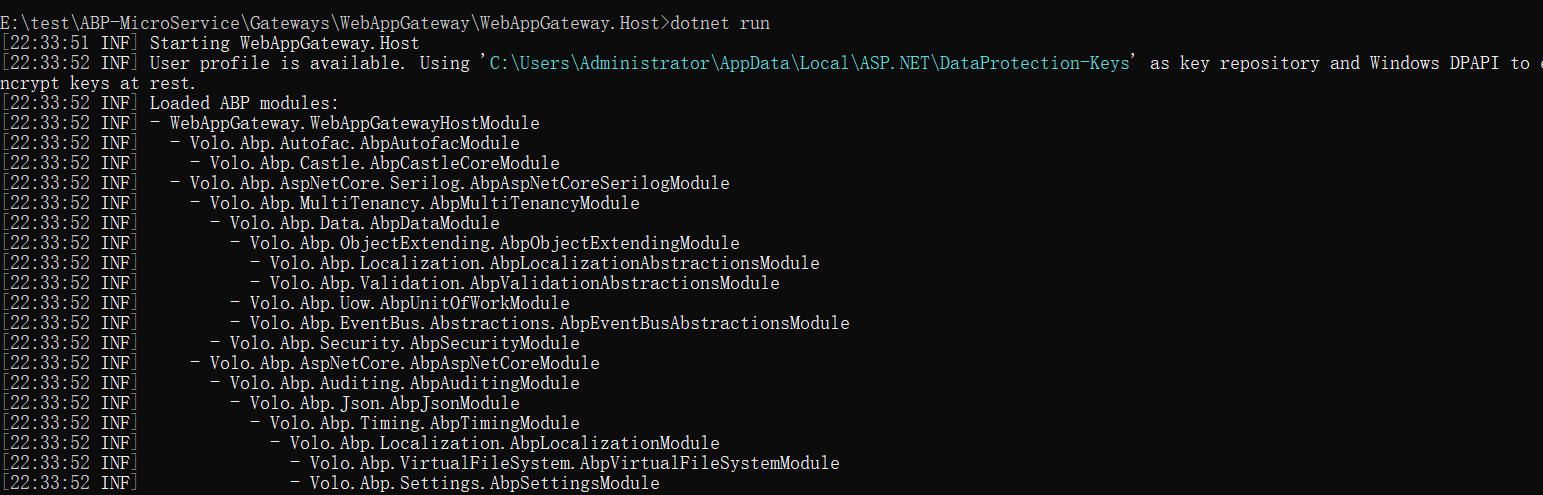 E:\test\ABP-MicroService\Gateways\WebAppGateway\WebAppGateway.Host>dotnet run
[22:33:51 INF] Starting WebAppGateway.Host
[22:33:52 INF] User profile is available. Using 'C:\Users\Administrator\AppData\Local\ASP.NET\DataProtection-Keys' as key repository and Windows DPAPI to e
ncrypt keys at rest.
[22:33:52 INF] Loaded ABP modules:
[22:33:52 INF] - WebAppGateway.WebAppGatewayHostModule
[22:33:52 INF]   - Volo.Abp.Autofac.AbpAutofacModule
[22:33:52 INF]     - Volo.Abp.Castle.AbpCastleCoreModule
[22:33:52 INF]   - Volo.Abp.AspNetCore.Serilog.AbpAspNetCoreSerilogModule
[22:33:52 INF]     - Volo.Abp.MultiTenancy.AbpMultiTenancyModule
[22:33:52 INF]       - Volo.Abp.Data.AbpDataModule
[22:33:52 INF]         - Volo.Abp.ObjectExtending.AbpObjectExtendingModule
[22:33:52 INF]           - Volo.Abp.Localization.AbpLocalizationAbstractionsModule
[22:33:52 INF]           - Volo.Abp.Validation.AbpValidationAbstractionsModule
[22:33:52 INF]         - Volo.Abp.Uow.AbpUnitOfWorkModule
[22:33:52 INF]         - Volo.Abp.EventBus.Abstractions.AbpEventBusAbstractionsModule
[22:33:52 INF]       - Volo.Abp.Security.AbpSecurityModule
[22:33:52 INF]     - Volo.Abp.AspNetCore.AbpAspNetCoreModule
[22:33:52 INF]       - Volo.Abp.Auditing.AbpAuditingModule
[22:33:52 INF]         - Volo.Abp.Json.AbpJsonModule
[22:33:52 INF]           - Volo.Abp.Timing.AbpTimingModule
[22:33:52 INF]             - Volo.Abp.Localization.AbpLocalizationModule
[22:33:52 INF]               - Volo.Abp.VirtualFileSystem.AbpVirtualFileSystemModule
[22:33:52 INF]               - Volo.Abp.Settings.AbpSettingsModule